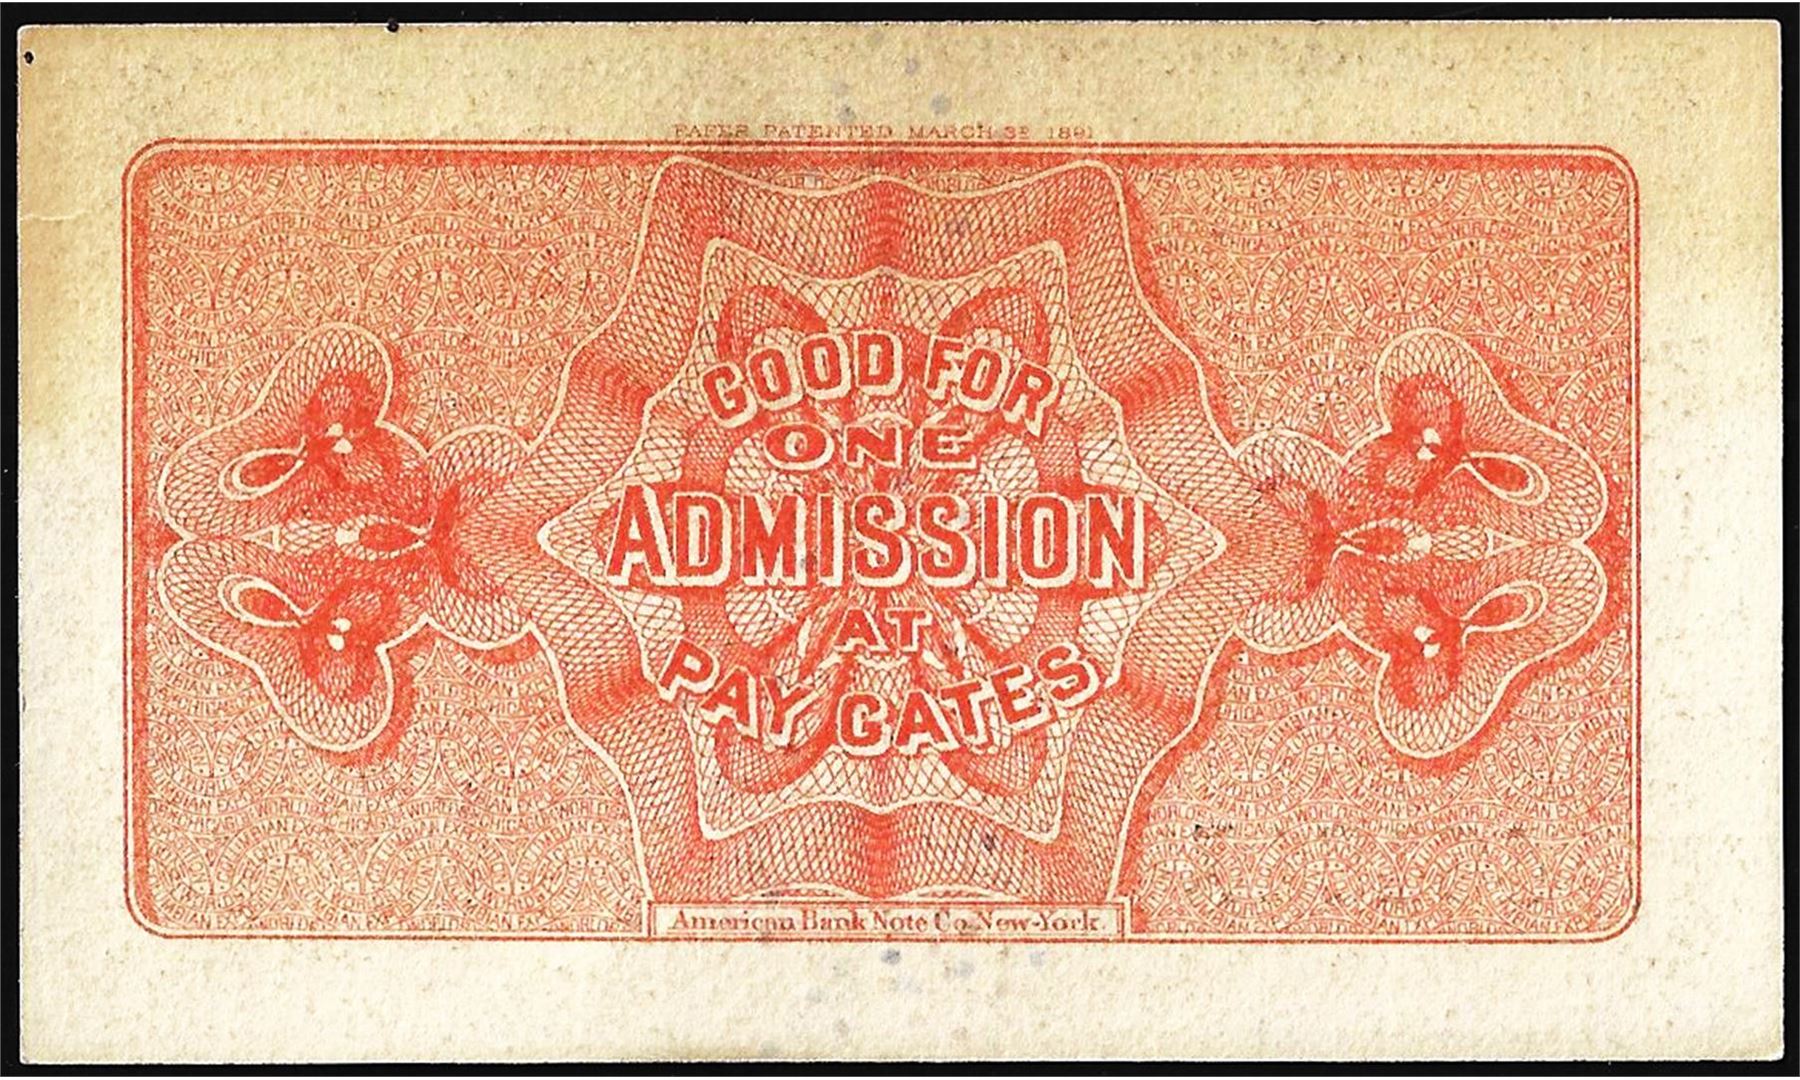 PAPER PATENTED MARCH 3D 1891
GOOD FOR
ONE
ADMISSION
AT
PAY GATES
American Bank Note Co. New-York.